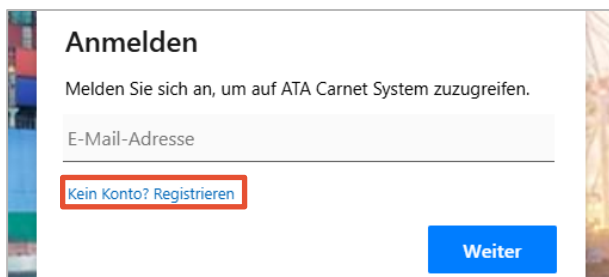 Anmelden
Melden Sie sich an, um auf ATA Carnet System zuzugreifen.
E-Mail-Adresse
Kein Konto? Registrieren
Weiter